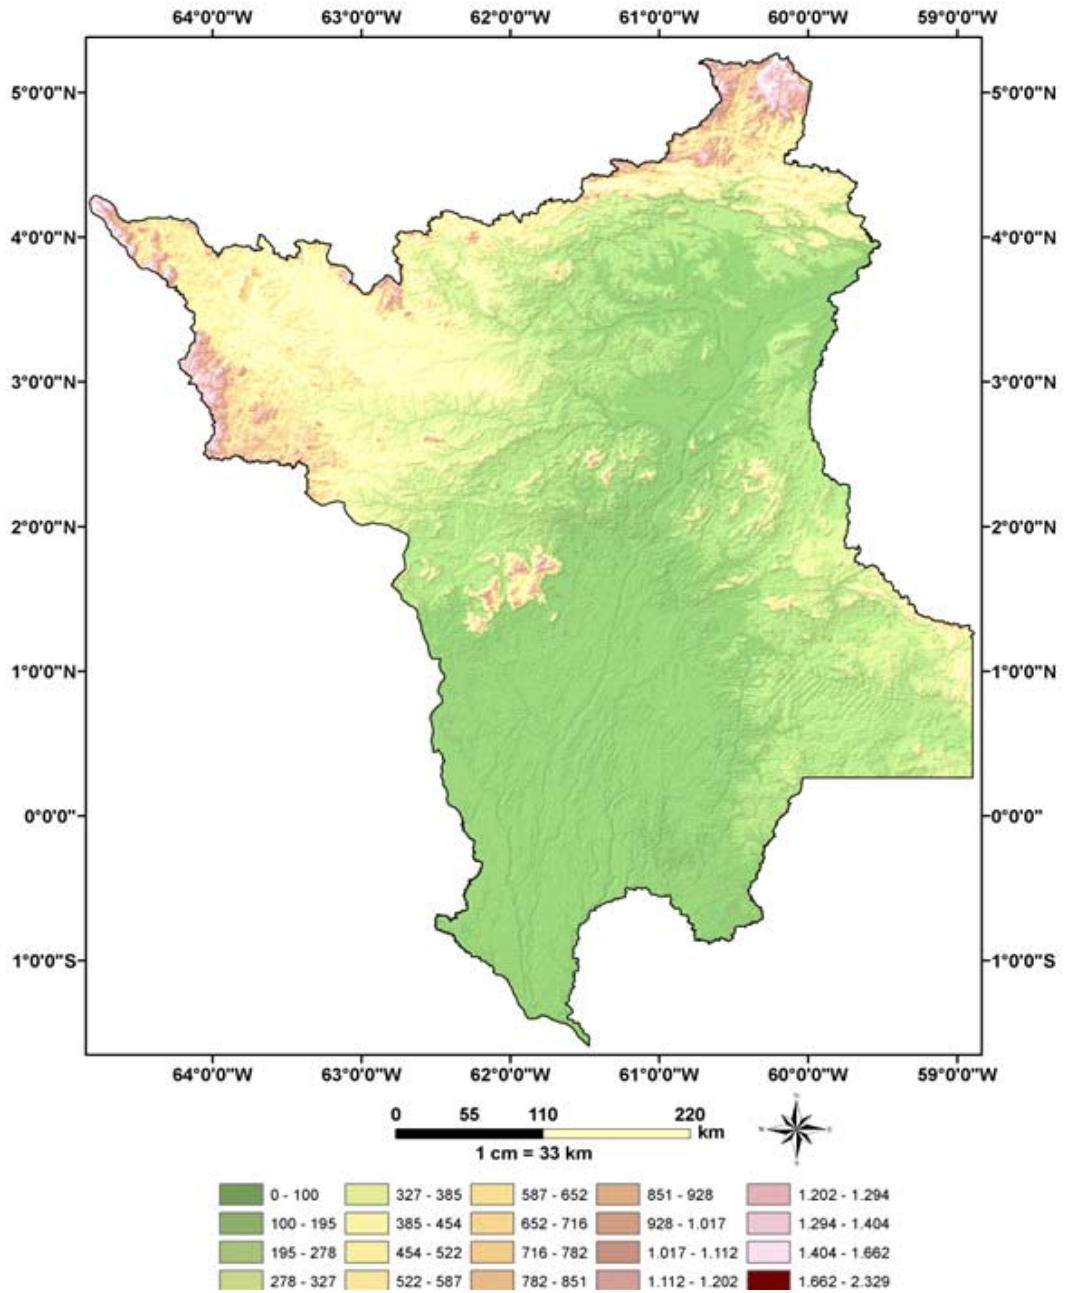 64°0'0"W 63°0'0"W 62°0'0"W 61°0'0"W 60°0'0"W 59°0'0"W
5°0'0"N 5°0'0"N
4°0'0"N 4°0'0"N
3°0'0"N 3°0'0"N
2°0'0"N 2°0'0"N
1°0'0"N 1°0'0"N
0°0'0" 0°0'0"
1°0'0"S 1°0'0"S
64°0'0"W 63°0'0"W 62°0'0"W 61°0'0"W 60°0'0"W 59°0'0"W
0 55 110 220
km
1 cm = 33 km
0 - 100 327 - 385 587 - 652 851 - 928 1.202 - 1.294
100 - 195 385 - 454 652 - 716 928 - 1.017 1.294 - 1.404
195 - 278 454 - 522 716 - 782 1.017 - 1.112 1.404 - 1.662
278 - 327 522 - 587 782 - 851 1.112 - 1.202 1.662 - 2.329